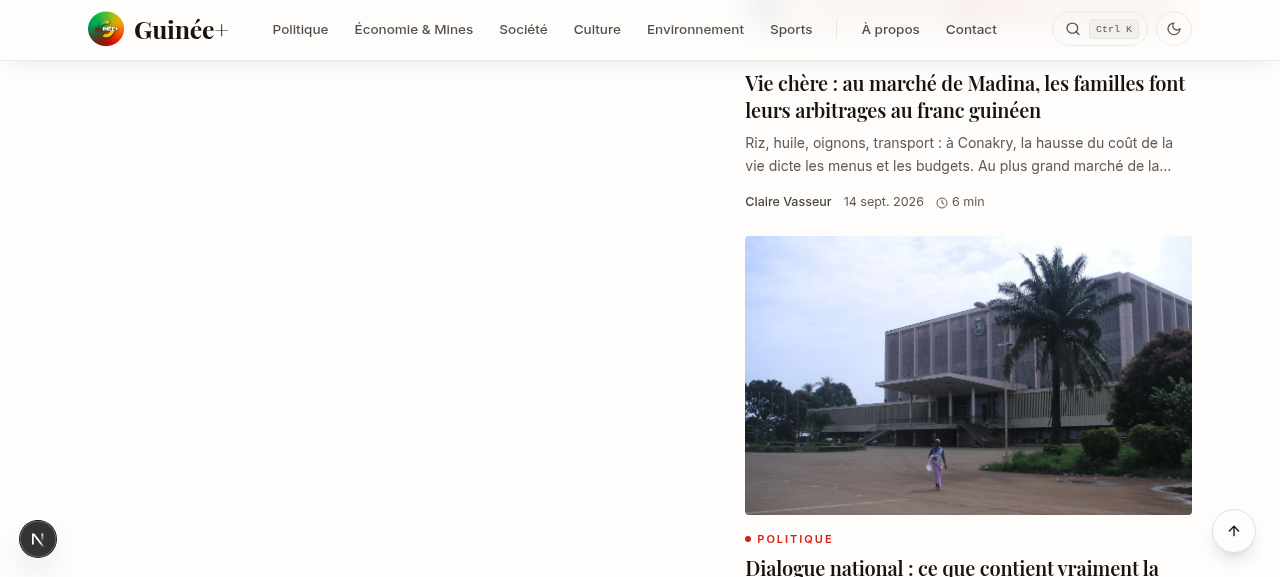 Guinée+
Politique
Économie & Mines
Société
Culture
Environnement
Sports
À propos
Contact
Ctrl K
Vie chère : au marché de Madina, les familles font
leurs arbitrages au franc guinéen
Riz, huile, oignons, transport : à Conakry, la hausse du coût de la
vie dicte les menus et les budgets. Au plus grand marché de la…
Claire Vasseur 14 sept. 2026 6 min
POLITIQUE
Dialogue national : ce que contient vraiment la
N